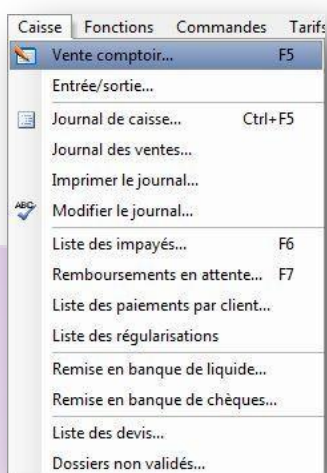 Caisse Fonctions Commandes Tarifs
Vente comptoir... F5
Entrée/sortie...
Journal de caisse... Ctrl+F5
Journal des ventes...
Imprimer le journal...
ABC Modifier le journal...
Liste des impayés... F6
Remboursements en attente... F7
Liste des paiements par client...
Liste des régularisations
Remise en banque de liquide...
Remise en banque de chèques...
Liste des devis...
Dossiers non validés...